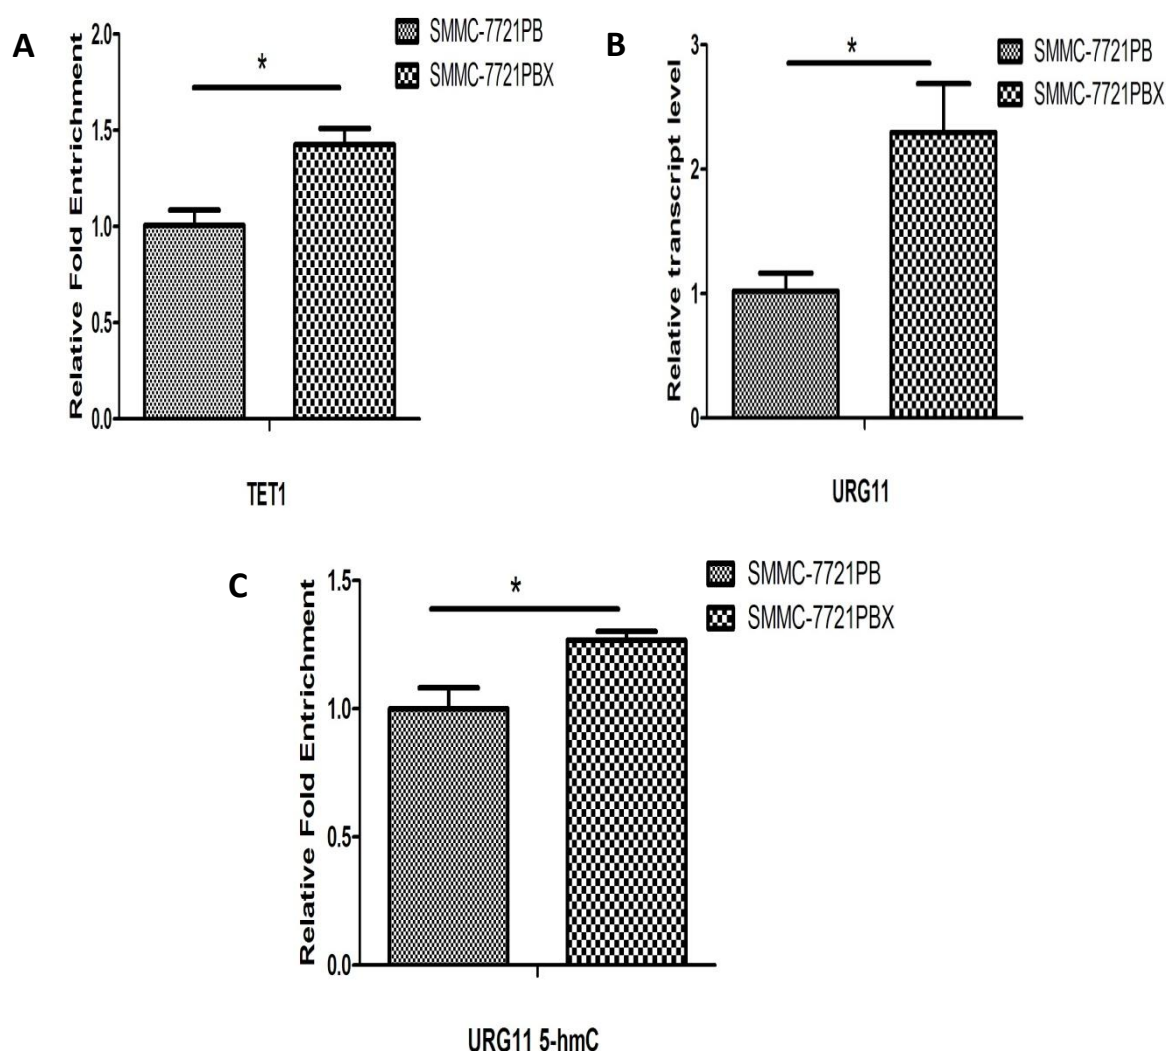 A
Relative Fold Entrichment
2.0
1.5
1.0
0.5
0.0
*
SMMC-7721PB
SMMC-7721PBX
TET1
B
Relative transcript level
3
2
1
0
*
SMMC-7721PB
SMMC-7721PBX
URG11
C
Relative Fold Entrichment
1.5
1.0
0.5
0.0
*
SMMC-7721PB
SMMC-7721PBX
URG11 5-hmC